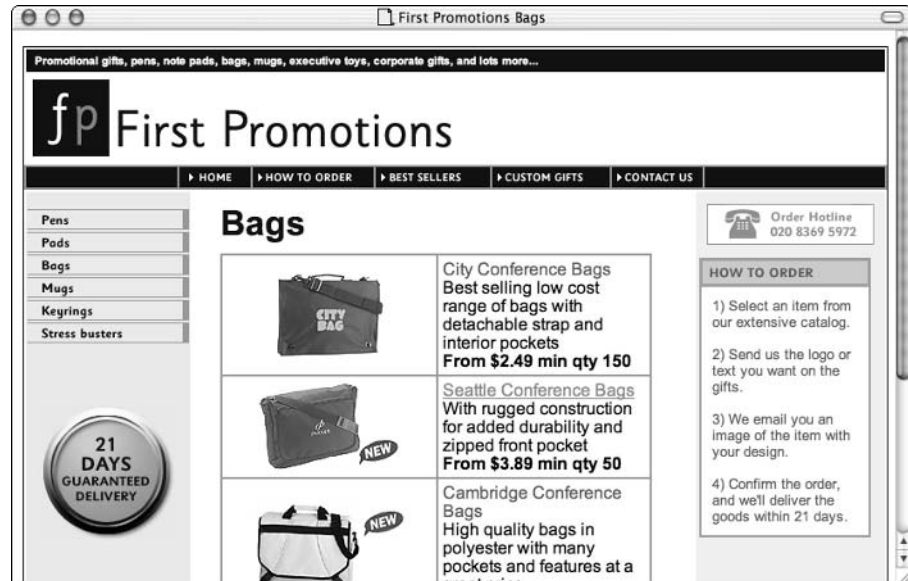 First Promotions Bags
Promotional gifts, pens, note pads, bags, mugs, executive toys, corporate gifts, and lots more...
fp First Promotions
HOME HOW TO ORDER BEST SELLERS CUSTOM GIFTS CONTACT US
Pens
Pads
Bags
Mugs
Keyrings
Stress busters
21
DAYS
GUARANTEED
DELIVERY
Bags
CITY
BAG
City Conference Bags
Best selling low cost
range of bags with
detachable strap and
interior pockets
From $2.49 min qty 150
NEW
Seattle Conference Bags
With rugged construction
for added durability and
zipped front pocket
From $3.89 min qty 50
NEW
Cambridge Conference
Bags
High quality bags in
polyester with many
pockets and features at a
Order Hotline
020 8369 5972
HOW TO ORDER
1) Select an item from
our extensive catalog.
2) Send us the logo or
text you want on the
gifts.
3) We email you an
image of the item with
your design.
4) Confirm the order,
and we'll deliver the
goods within 21 days.